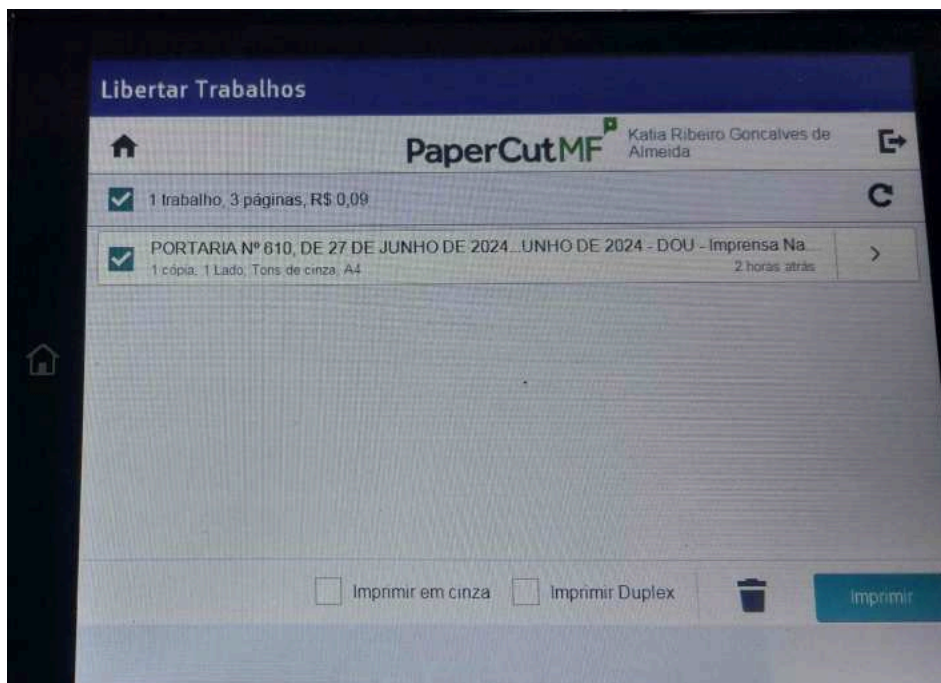 Libertar Trabalhos
PaperCutMF
Katia Ribeiro Goncalves de
Almeida
1 trabalho, 3 páginas, R$ 0,09
PORTARIA Nº 610, DE 27 DE JUNHO DE 2024...UNHO DE 2024 - DOU - Imprensa Na...
1 cópia, 1 Lado, Tons de cinza, A4
2 horas atrás
Imprimir em cinza
Imprimir Duplex
Imprimir